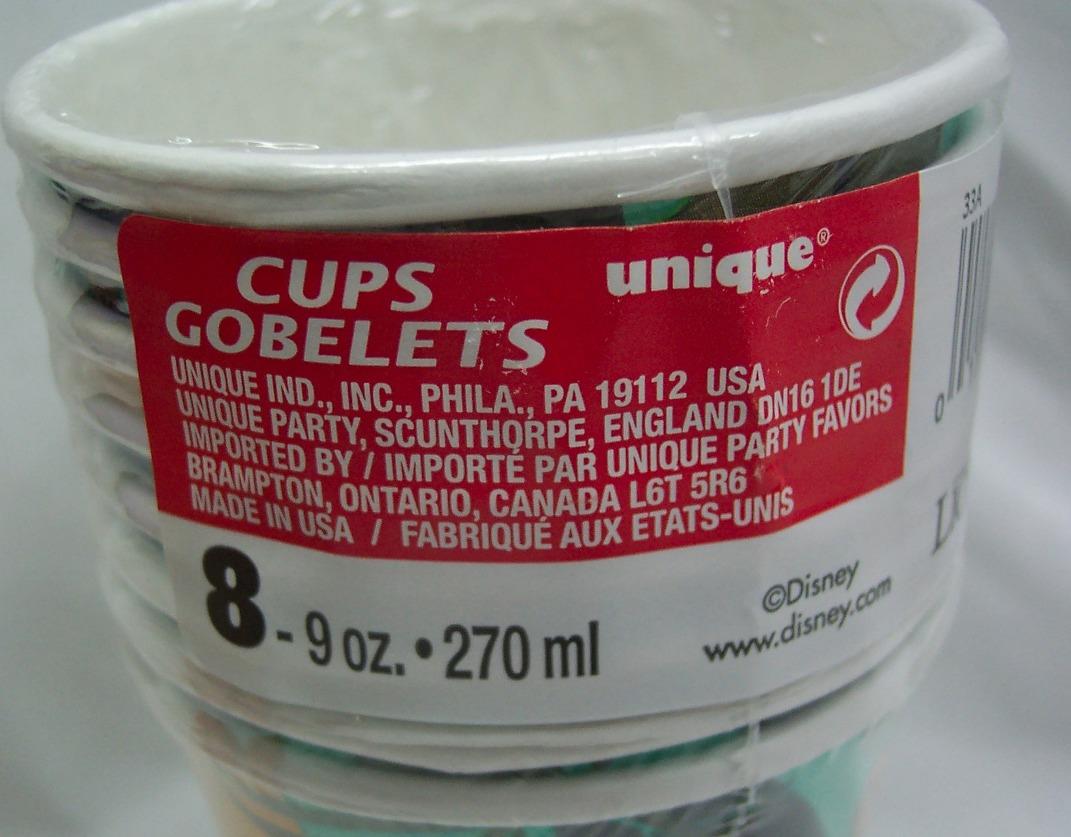 CUPS
GOBELETS
unique®
UNIQUE IND., INC., PHILA., PA 19112 USA
UNIQUE PARTY, SCUNTHORPE, ENGLAND DN16 1DE
IMPORTED BY / IMPORTÉ PAR UNIQUE PARTY FAVORS
BRAMPTON, ONTARIO, CANADA L6T 5R6
MADE IN USA / FABRIQUÉ AUX ETATS-UNIS
8 - 9 oz. • 270 ml
©Disney
www.disney.com
33A
0